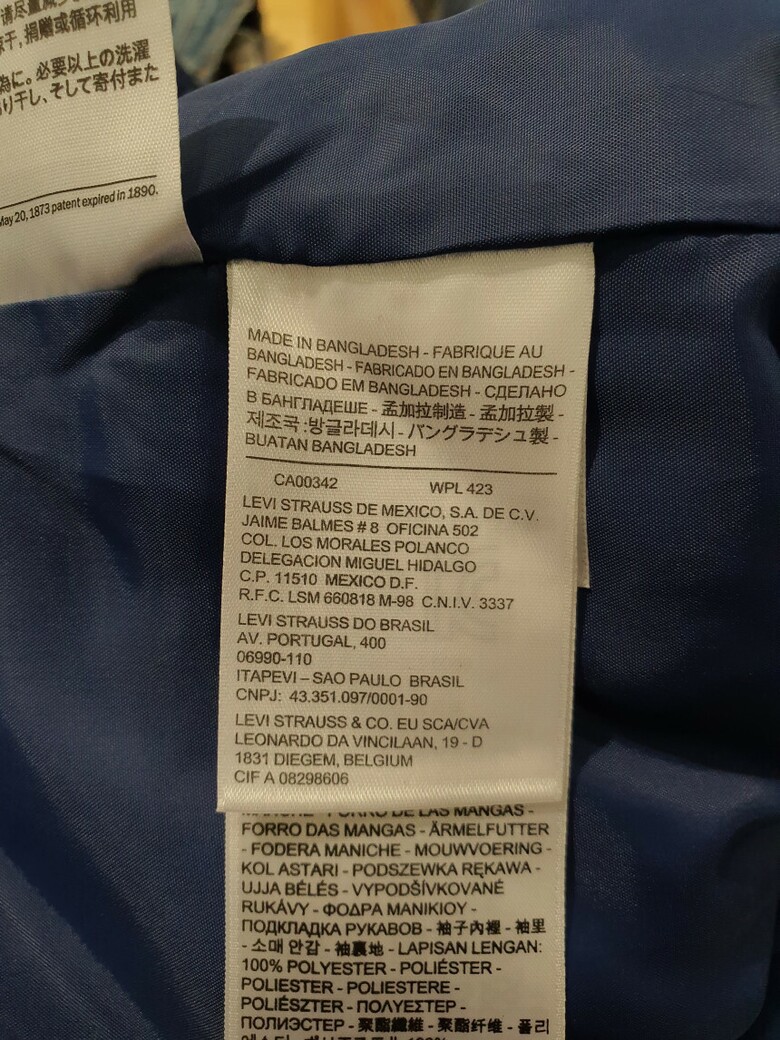 请尽量减少
干, 捐赠或循环利用
為に。必要以上の洗濯
り干し、そして寄付また
May 20, 1873 patent expired in 1890.
MADE IN BANGLADESH - FABRIQUE AU
BANGLADESH - FABRICADO EN BANGLADESH -
FABRICADO EM BANGLADESH - СДЕЛАНО
В БАНГЛАДЕШЕ - 孟加拉制造 - 孟加拉製 -
제조국 :방글라데시 - バングラデシュ製 -
BUATAN BANGLADESH
CA00342 WPL 423
LEVI STRAUSS DE MEXICO, S.A. DE C.V.
JAIME BALMES # 8 OFICINA 502
COL. LOS MORALES POLANCO
DELEGACION MIGUEL HIDALGO
C.P. 11510 MEXICO D.F.
R.F.C. LSM 660818 M-98 C.N.I.V. 3337
LEVI STRAUSS DO BRASIL
AV. PORTUGAL, 400
06990-110
ITAPEVI – SAO PAULO BRASIL
CNPJ: 43.351.097/0001-90
LEVI STRAUSS & CO. EU SCA/CVA
LEONARDO DA VINCILAAN, 19 - D
1831 DIEGEM, BELGIUM
CIF A 08298606
FORRO DE LAS MANGAS -
FORRO DAS MANGAS - ÄRMELFUTTER
- FODERA MANICHE - MOUWVOERING -
KOL ASTARI - PODSZEWKA RĘKAWA -
UJJA BÉLÉS - VYPODŠÍVKOVANÉ
RUKÁVY - ΦΟΔΡΑ ΜΑΝΙΚΙΟΥ -
ПОДКЛАДКА РУКАВОВ - 袖子內裡 - 袖里
- 소매 안감 - 袖裏地 - LAPISAN LENGAN:
100% POLYESTER - POLIÉSTER -
POLIESTER - POLIESTERE -
POLIÉSZTER - ΠΟΛΥΕΣΤΕΡ -
ПОЛИЭСТЕР - 聚酯纖維 - 聚酯纤维 - 폴리